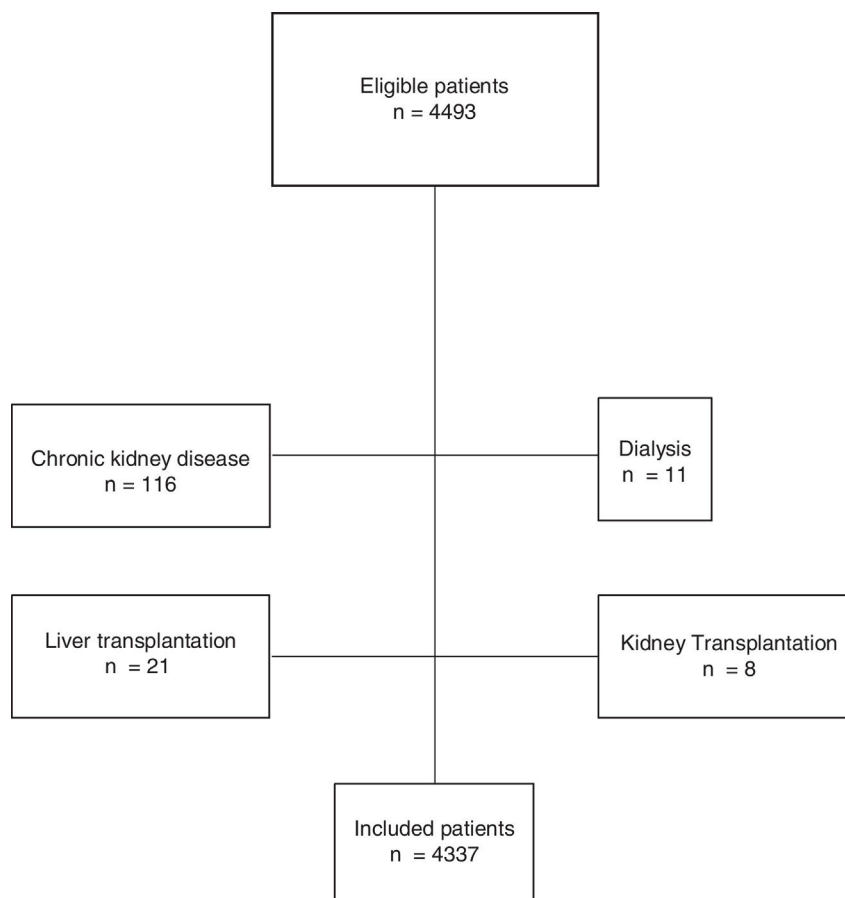 Eligible patients
n = 4493
Chronic kidney disease
n = 116
Dialysis
n = 11
Liver transplantation
n = 21
Kidney Transplantation
n = 8
Included patients
n = 4337